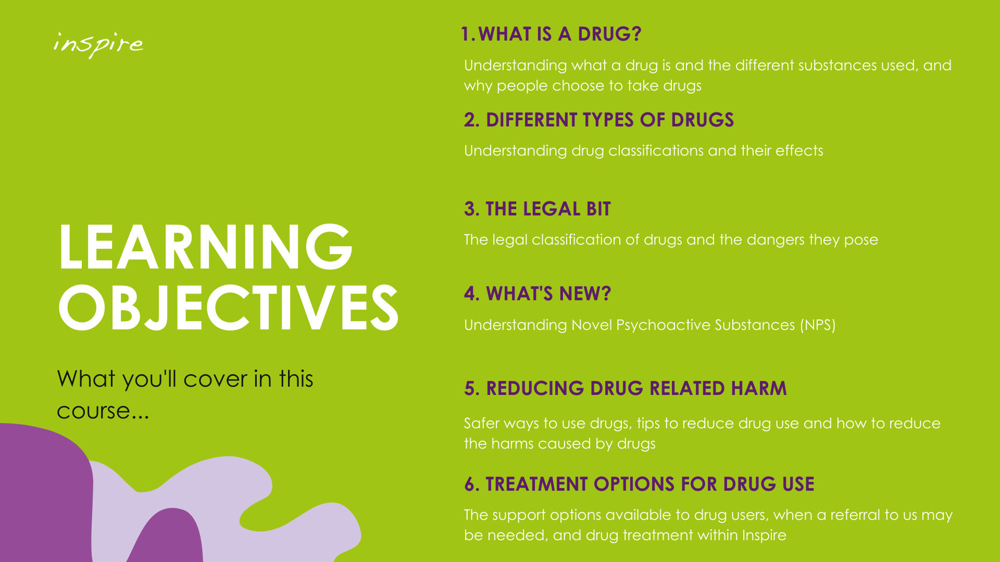 inspire
LEARNING
OBJECTIVES
What you'll cover in this
course...
1. WHAT IS A DRUG?
Understanding what a drug is and the different substances used, and
why people choose to take drugs
2. DIFFERENT TYPES OF DRUGS
Understanding drug classifications and their effects
3. THE LEGAL BIT
The legal classification of drugs and the dangers they pose
4. WHAT'S NEW?
Understanding Novel Psychoactive Substances (NPS)
5. REDUCING DRUG RELATED HARM
Safer ways to use drugs, tips to reduce drug use and how to reduce
the harms caused by drugs
6. TREATMENT OPTIONS FOR DRUG USE
The support options available to drug users, when a referral to us may
be needed, and drug treatment within Inspire